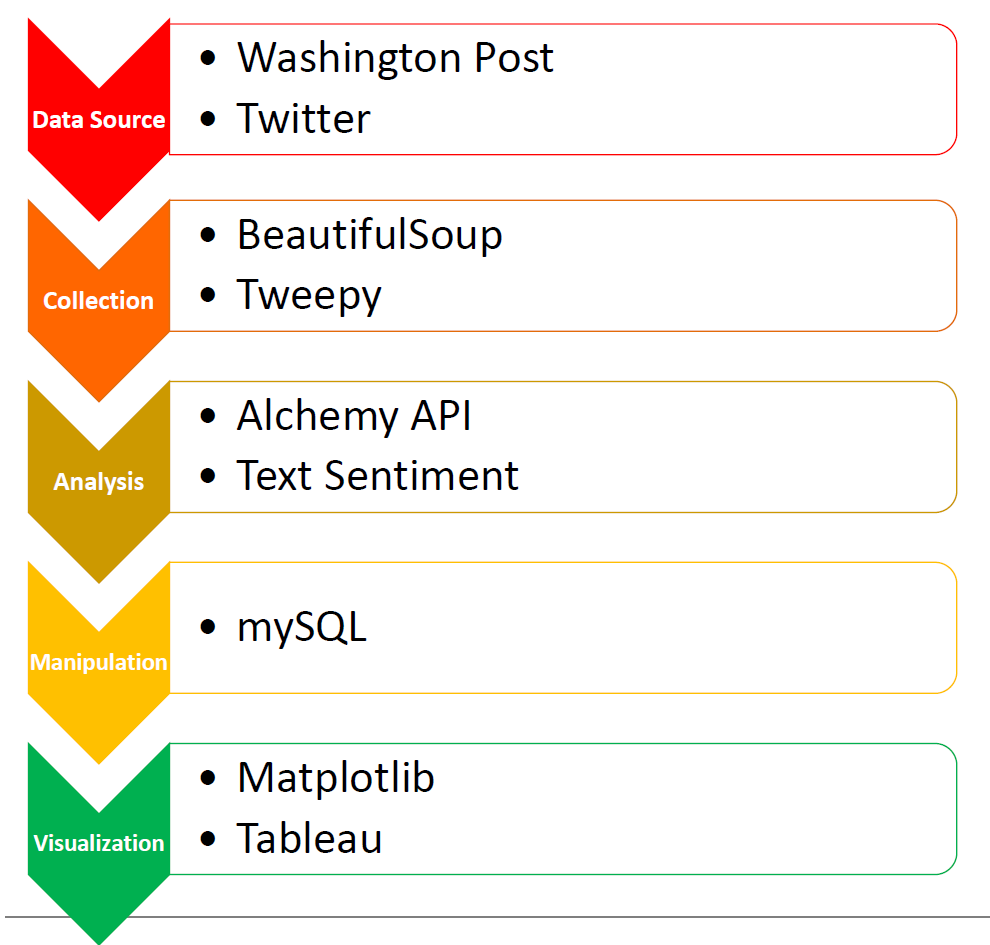 Data Source
• Washington Post
• Twitter
Collection
• BeautifulSoup
• Tweepy
Analysis
• Alchemy API
• Text Sentiment
Manipulation
• mySQL
Visualization
• Matplotlib
• Tableau